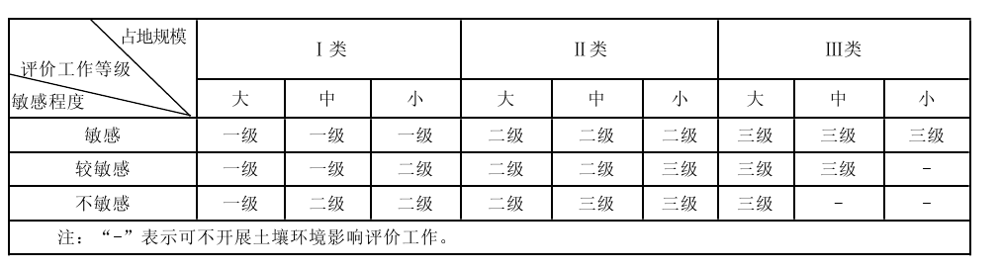 占地规模
评价工作等级
敏感程度
Ⅰ类 Ⅱ类 Ⅲ类
大 中 小 大 中 小 大 中 小
敏感 一级 一级 一级 二级 二级 二级 三级 三级 三级
较敏感 一级 一级 二级 二级 二级 三级 三级 三级 -
不敏感 一级 二级 二级 二级 三级 三级 三级 - -
注：“-”表示可不开展土壤环境影响评价工作。